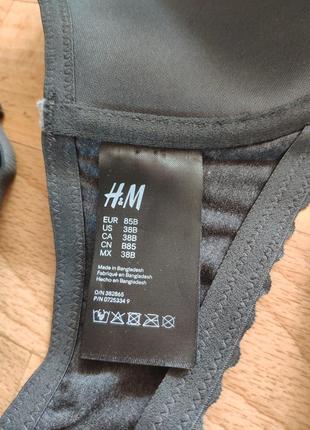 H&M
EUR 85B
US 38B
CA 38B
CN B85
MX 38B
Made in Bangladesh
Fabriqué en Bangladesh
Hecho en Bangladesh
O/N 382865
P/N 0725334 9